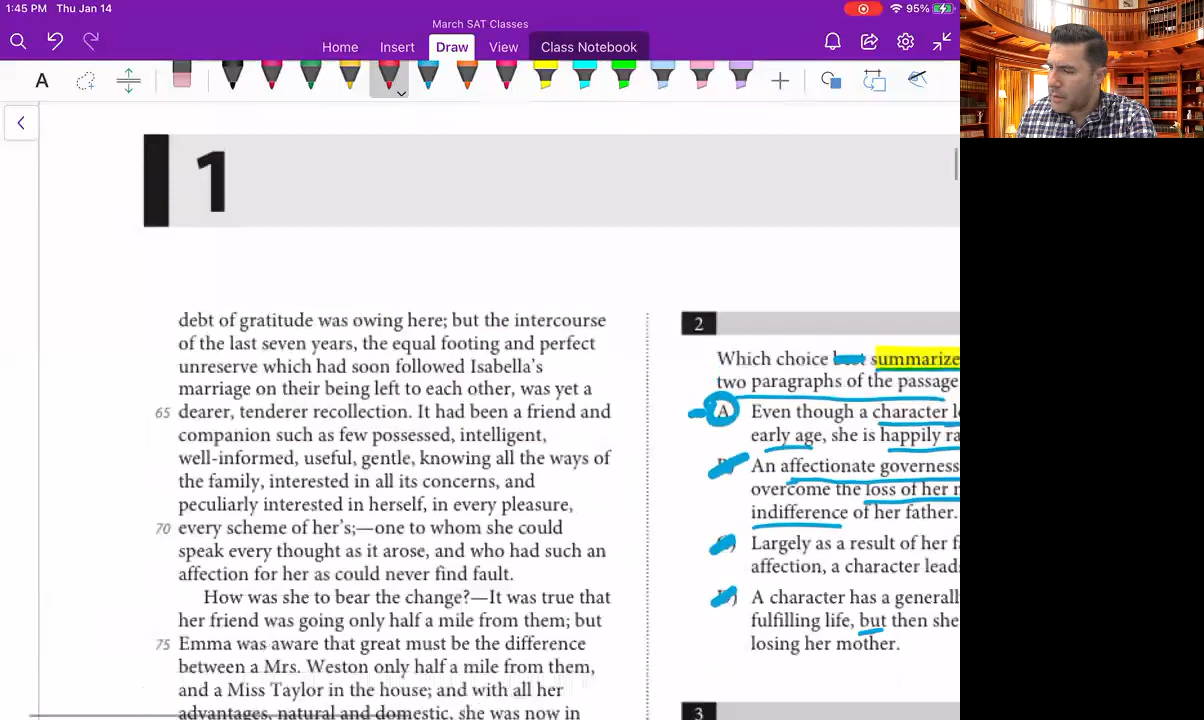 1:45 PM Thu Jan 14
95%
March SAT Classes
Home Insert Draw View Class Notebook
A
1
debt of gratitude was owing here; but the intercourse
of the last seven years, the equal footing and perfect
unreserve which had soon followed Isabella's
marriage on their being left to each other, was yet a
65 dearer, tenderer recollection. It had been a friend and
companion such as few possessed, intelligent,
well-informed, useful, gentle, knowing all the ways of
the family, interested in all its concerns, and
peculiarly interested in herself, in every pleasure,
70 every scheme of her's;—one to whom she could
speak every thought as it arose, and who had such an
affection for her as could never find fault.
How was she to bear the change?—It was true that
her friend was going only half a mile from them; but
75 Emma was aware that great must be the difference
between a Mrs. Weston only half a mile from them,
and a Miss Taylor in the house; and with all her
advantages, natural and domestic, she was now in
2
Which choice summarize
two paragraphs of the passage
A Even though a character l
early age, she is happily ra
An affectionate governess
overcome the loss of her
indifference of her father.
Largely as a result of her f
affection, a character lead
A character has a generall
fulfilling life, but then she
losing her mother.
3